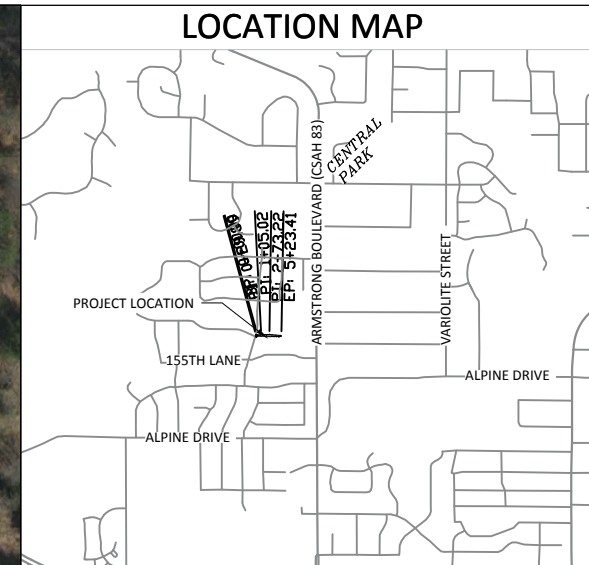 LOCATION MAP
CENTRAL
PARK
ARMSTRONG BOULEVARD (CSAH 83)
PI: 1+05.02
PI: 2+73.22
EP: 5+23.41
VARIOLITE STREET
PROJECT LOCATION
155TH LANE
ALPINE DRIVE
ALPINE DRIVE